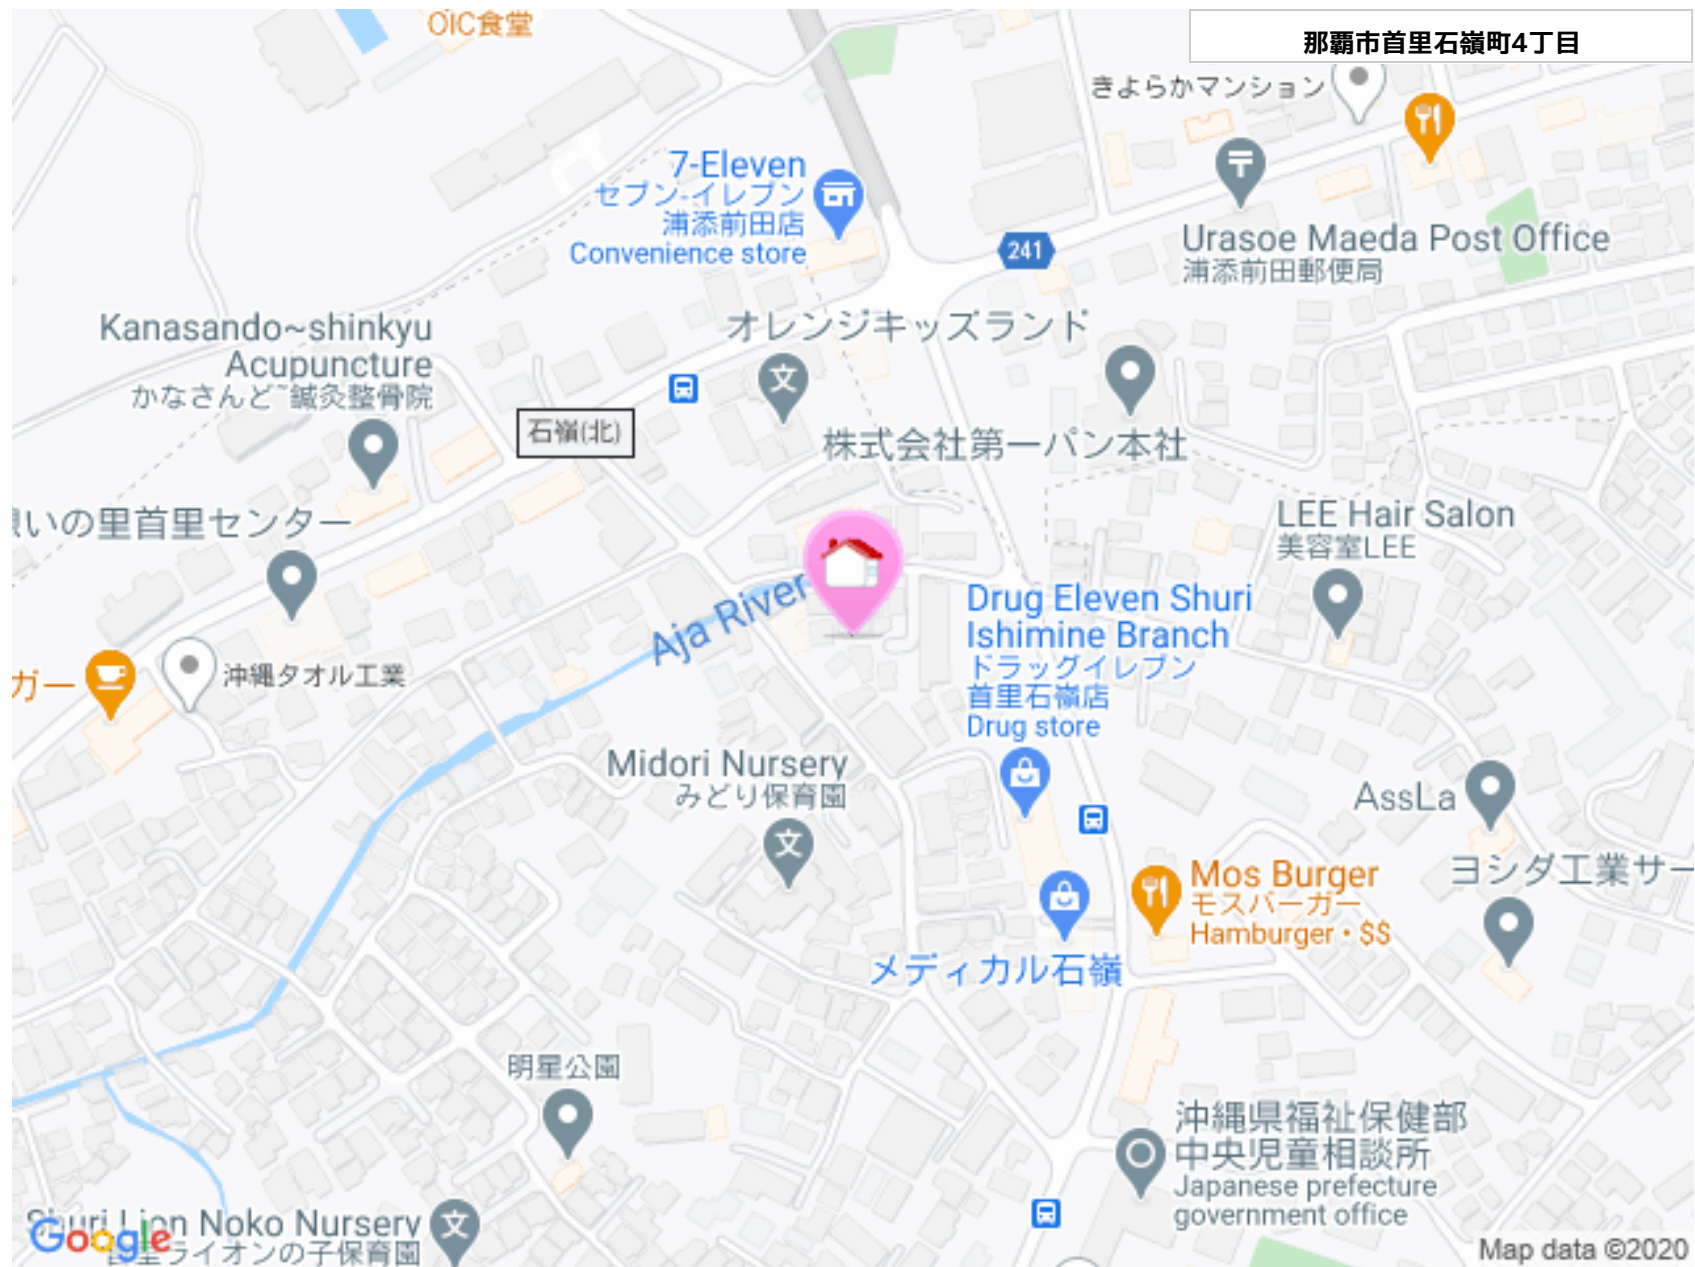 OIC食堂
那覇市首里石嶺町4丁目
きよらかマンション
7-Eleven
セブン-イレブン
浦添前田店
Convenience store
241
Urasoe Maeda Post Office
浦添前田郵便局
Kanasando~shinkyu
Acupuncture
かなさんど~鍼灸整骨院
オレンジキッズランド
文
石嶺(北)
株式会社第一パン本社
いの里首里センター
LEE Hair Salon
美容室LEE
Aja River
Drug Eleven Shuri
Ishimine Branch
ドラッグイレブン
首里石嶺店
Drug store
ガー
沖縄タオル工業
Midori Nursery
みどり保育園
文
AssLa
Mos Burger
モスバーガー
Hamburger • $$
ヨシダ工業サー
メディカル石嶺
明星公園
沖縄県福祉保健部
中央児童相談所
Japanese prefecture
government office
Shuri Lion Noko Nursery
首里ライオンの子保育園
文
Google
Map data ©2020